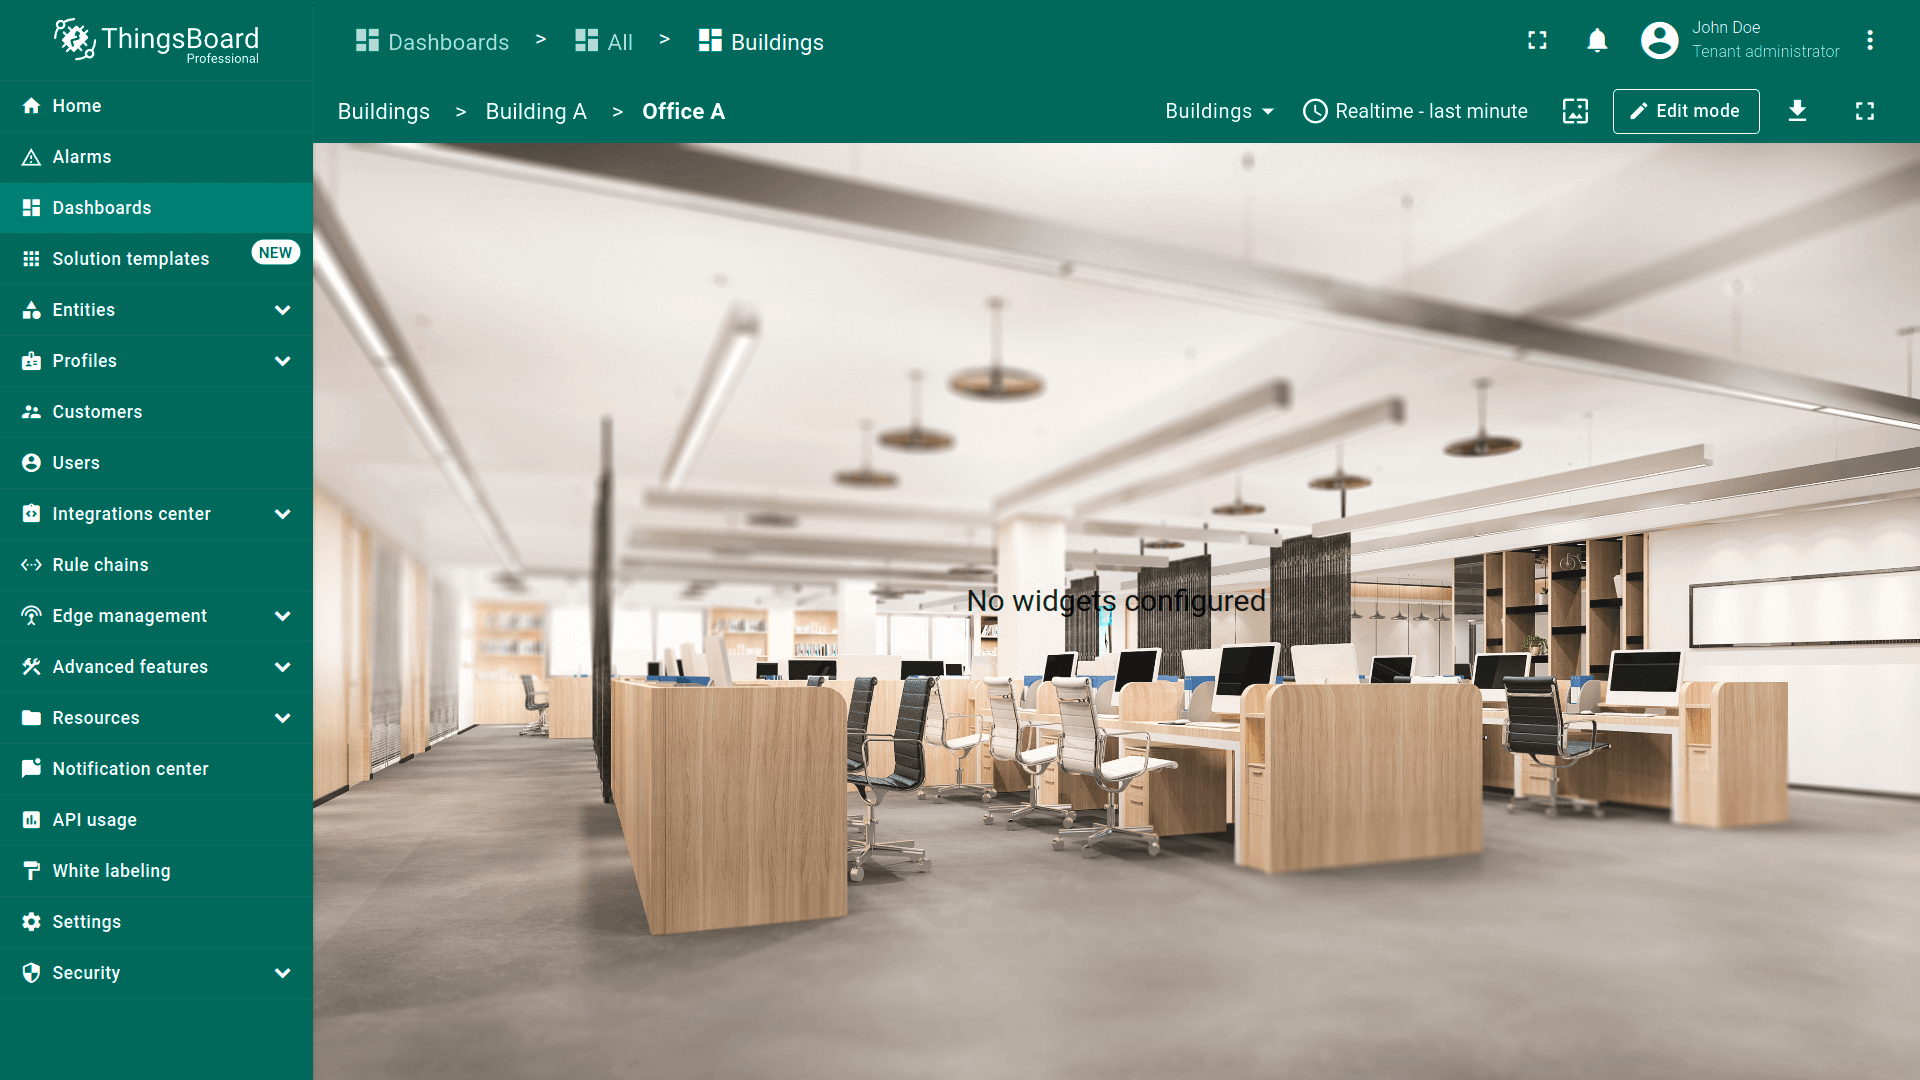 ThingsBoard
Professional
Dashboards > All > Buildings
John Doe
Tenant administrator
Buildings > Building A > Office A
Buildings
Realtime - last minute
Edit mode
Home
Alarms
Dashboards
Solution templates
NEW
Entities
Profiles
Customers
Users
Integrations center
Rule chains
Edge management
Advanced features
Resources
Notification center
API usage
White labeling
Settings
Security
No widgets configured